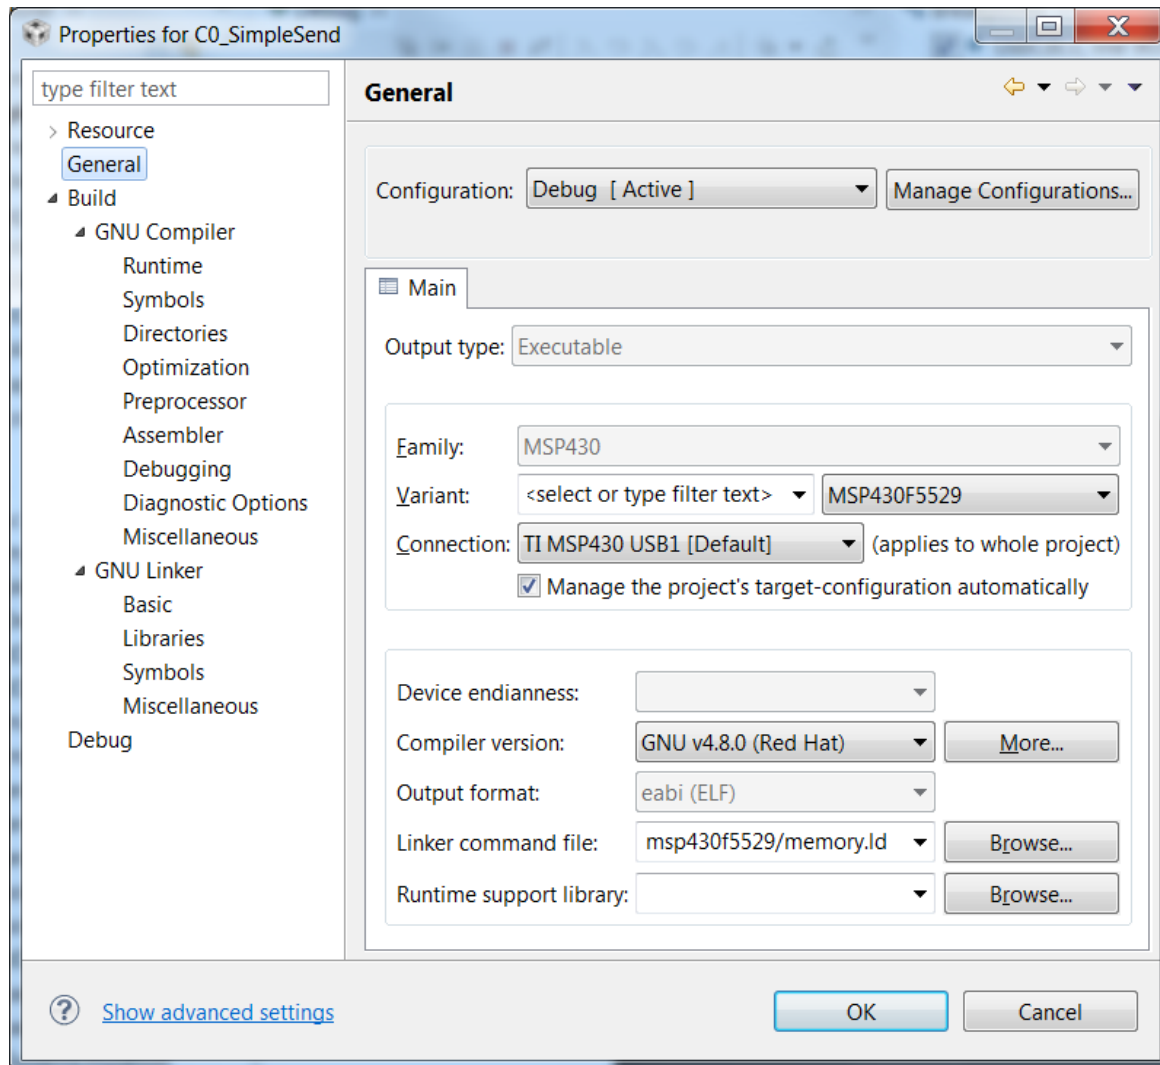 Properties for C0_SimpleSend
type filter text
Resource
General
Build
GNU Compiler
Runtime
Symbols
Directories
Optimization
Preprocessor
Assembler
Debugging
Diagnostic Options
Miscellaneous
GNU Linker
Basic
Libraries
Symbols
Miscellaneous
Debug
General
Configuration: Debug [ Active ] Manage Configurations...
Main
Output type: Executable
Family: MSP430
Variant: <select or type filter text> MSP430F5529
Connection: TI MSP430 USB1 [Default] (applies to whole project)
Manage the project's target-configuration automatically
Device endianness:
Compiler version: GNU v4.8.0 (Red Hat) More...
Output format: eabi (ELF)
Linker command file: msp430f5529/memory.ld Browse...
Runtime support library: Browse...
? Show advanced settings OK Cancel